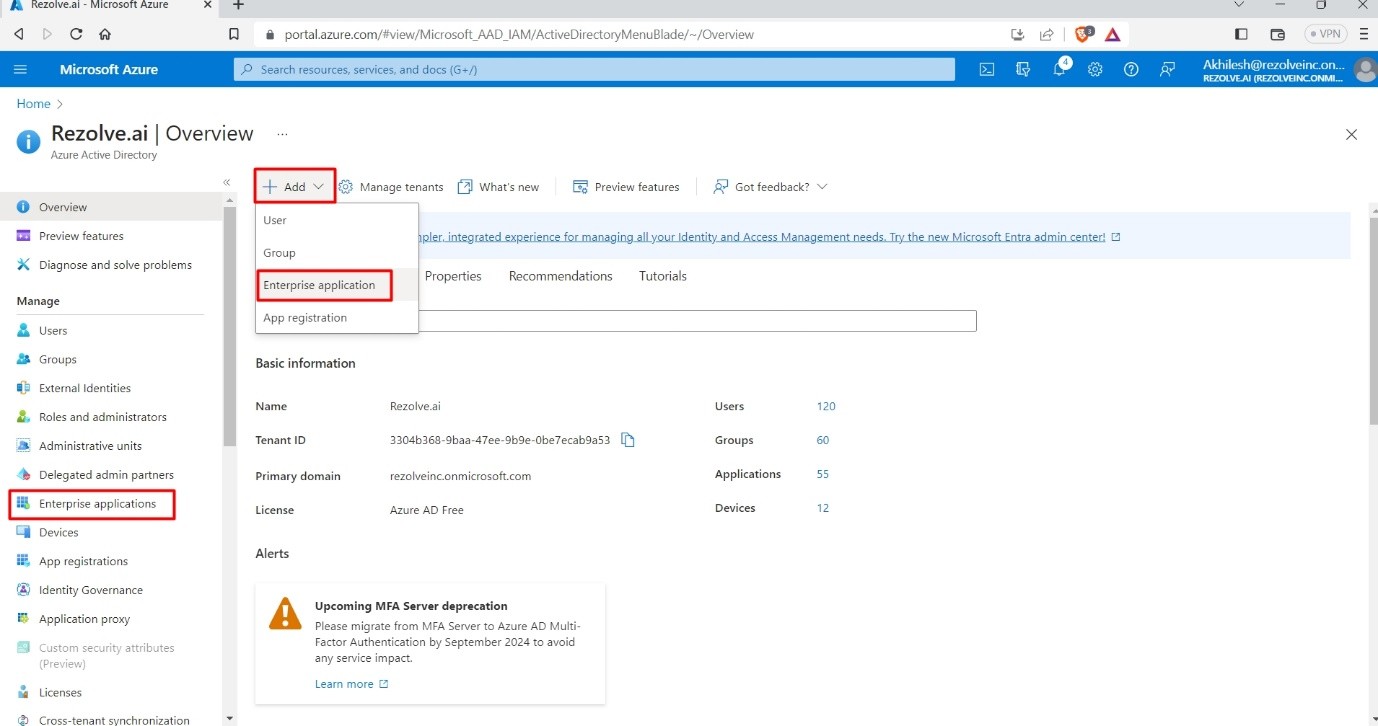 Rezolve.ai - Microsoft Azure
portal.azure.com/#view/Microsoft_AAD_IAM/ActiveDirectoryMenuBlade/~/Overview
3
VPN
Microsoft Azure
Search resources, services, and docs (G+/)
4
Akhilesh@rezolveinc.on...
REZOLVE.AI (REZOLVEINC.ONMI...
Home
Rezolve.ai | Overview
...
Azure Active Directory
Add
Manage tenants
What's new
Preview features
Got feedback?
Overview
Preview features
Diagnose and solve problems
Manage
Users
Groups
External Identities
Roles and administrators
Administrative units
Delegated admin partners
Enterprise applications
Devices
App registrations
Identity Governance
Application proxy
Custom security attributes
(Preview)
Licenses
Cross-tenant synchronization
User
Group
Enterprise application
App registration
mpler, integrated experience for managing all your Identity and Access Management needs. Try the new Microsoft Entra admin center!
Properties
Recommendations
Tutorials
Basic information
Name Rezolve.ai Users 120
Tenant ID 3304b368-9baa-47ee-9b9e-0be7ecab9a53 Groups 60
Primary domain rezolveinc.onmicrosoft.com Applications 55
License Azure AD Free Devices 12
Alerts
Upcoming MFA Server deprecation
Please migrate from MFA Server to Azure AD Multi-
Factor Authentication by September 2024 to avoid
any service impact.
Learn more